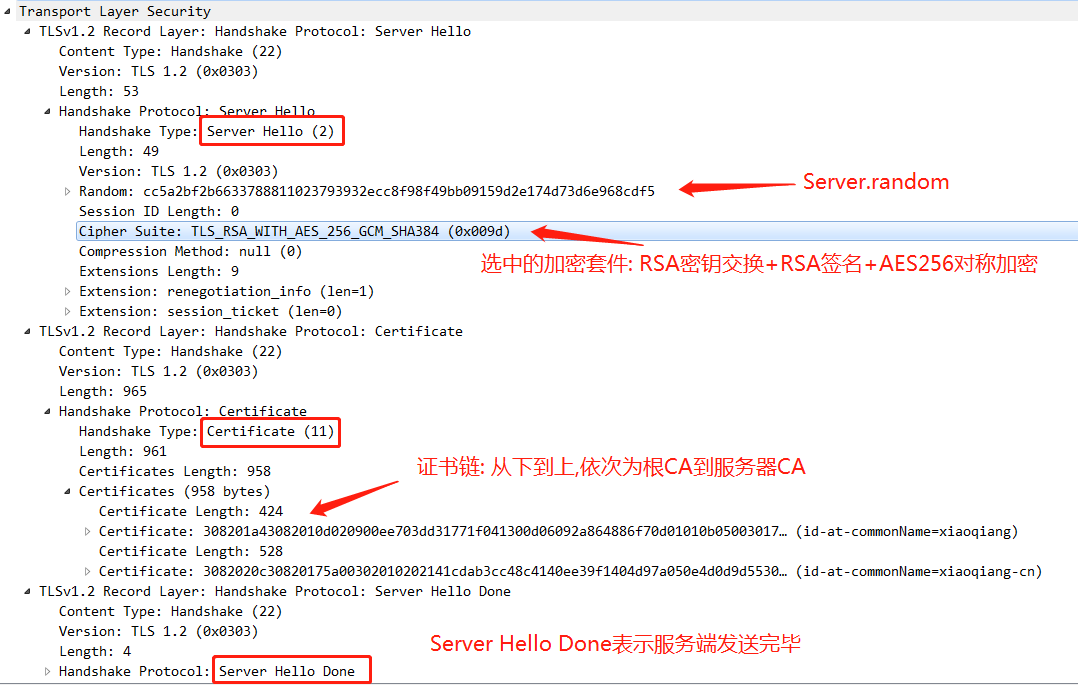 Transport Layer Security
TLSv1.2 Record Layer: Handshake Protocol: Server Hello
Content Type: Handshake (22)
Version: TLS 1.2 (0x0303)
Length: 53
Handshake Protocol: Server Hello
Handshake Type: Server Hello (2)
Length: 49
Version: TLS 1.2 (0x0303)
Random: cc5a2bf2b6633788811023793932ecc8f98f49bb09159d2e174d73d6e968cdf5
Server.random
Session ID Length: 0
Cipher Suite: TLS_RSA_WITH_AES_256_GCM_SHA384 (0x009d)
Compression Method: null (0)
选中的加密套件: RSA密钥交换+RSA签名+AES256对称加密
Extensions Length: 9
Extension: renegotiation_info (len=1)
Extension: session_ticket (len=0)
TLSv1.2 Record Layer: Handshake Protocol: Certificate
Content Type: Handshake (22)
Version: TLS 1.2 (0x0303)
Length: 965
Handshake Protocol: Certificate
Handshake Type: Certificate (11)
Length: 961
Certificates Length: 958
证书链: 从下到上,依次为根CA到服务器CA
Certificates (958 bytes)
Certificate Length: 424
Certificate: 308201a43082010d020900ee703dd31771f041300d06092a864886f70d01010b05003017… (id-at-commonName=xiaoqiang)
Certificate Length: 528
Certificate: 3082020c30820175a00302010202141cdab3cc48c4140ee39f1404d97a050e4d0d9d5530… (id-at-commonName=xiaoqiang-cn)
TLSv1.2 Record Layer: Handshake Protocol: Server Hello Done
Content Type: Handshake (22)
Version: TLS 1.2 (0x0303)
Length: 4
Server Hello Done表示服务端发送完毕
Handshake Protocol: Server Hello Done